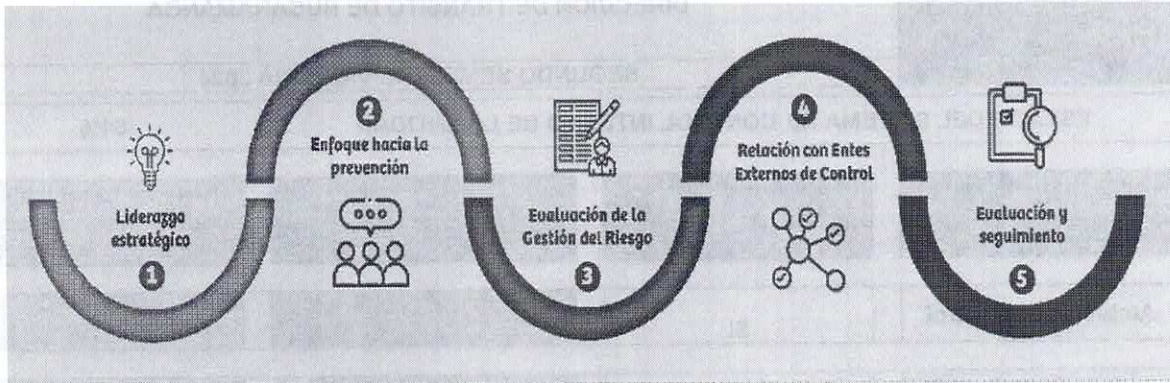 Liderazgo
estratégico
1
2
Enfoque hacia la
prevención
Evaluación de la
Gestión del Riesgo
3
4
Relación con Entes
Externos de Control
Evaluación y
seguimiento
5